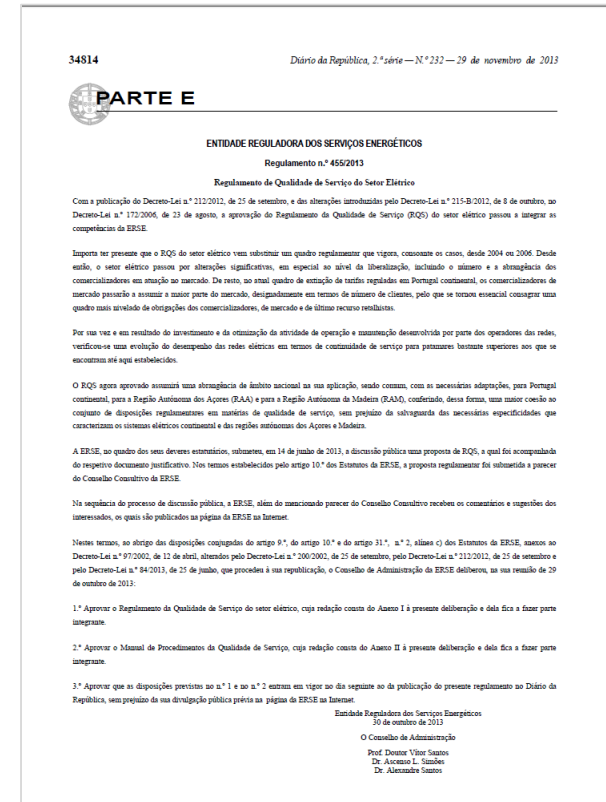 34814
Diário da República, 2.ª série — N.º 232 — 29 de novembro de 2013
PARTE E
ENTIDADE REGULADORA DOS SERVIÇOS ENERGÉTICOS
Regulamento n.º 455/2013
Regulamento de Qualidade de Serviço do Setor Elétrico
Com a publicação do Decreto-Lei n.º 212/2012, de 25 de setembro, e das alterações introduzidas pelo Decreto-Lei n.º 215-B/2012, de 8 de outubro, no
Decreto-Lei n.º 172/2006, de 23 de agosto, a aprovação do Regulamento da Qualidade de Serviço (RQS) do setor elétrico passou a integrar as
competências da ERSE.
Importa ter presente que o RQS do setor elétrico vem substituir um quadro regulamentar que vigora, consoante os casos, desde 2004 ou 2006. Desde
então, o setor elétrico passou por alterações significativas, em especial ao nível da liberalização, incluindo o número e a abrangência dos
comercializadores em atuação no mercado. De resto, no atual quadro de extinção de tarifas reguladas em Portugal continental, os comercializadores de
mercado passarão a assumir a maior parte do mercado, designadamente em termos de número de clientes, pelo que se tornou essencial consagrar uma
quadro mais nivelado de obrigações dos comercializadores, de mercado e de último recurso retalhistas.
Por sua vez e em resultado do investimento e da otimização da atividade de operação e manutenção desenvolvida por parte dos operadores das redes,
verificou-se uma evolução do desempenho das redes elétricas em termos de continuidade de serviço para patamares bastante superiores aos que se
encontram até aqui estabelecidos.
O RQS agora aprovado assumirá uma abrangência de âmbito nacional na sua aplicação, sendo comum, com as necessárias adaptações, para Portugal
continental, para a Região Autónoma dos Açores (RAA) e para a Região Autónoma da Madeira (RAM), conferindo, dessa forma, uma maior coesão ao
conjunto de disposições regulamentares em matérias de qualidade de serviço, sem prejuízo da salvaguarda das necessárias especificidades que
caracterizam os sistemas elétricos continental e das regiões autónomas dos Açores e Madeira.
A ERSE, no quadro dos seus deveres estatutários, submeteu, em 14 de junho de 2013, a discussão pública uma proposta de RQS, a qual foi acompanhada
do respetivo documento justificativo. Nos termos estabelecidos pelo artigo 10.º dos Estatutos da ERSE, a proposta regulamentar foi submetida a parecer
do Conselho Consultivo da ERSE.
Na sequência do processo de discussão pública, a ERSE, além do mencionado parecer do Conselho Consultivo recebeu os comentários e sugestões dos
interessados, os quais são publicados na página da ERSE na Internet.
Nestes termos, ao abrigo das disposições conjugadas do artigo 9.º, do artigo 10.º e do artigo 31.º, n.º 2, alínea c) dos Estatutos da ERSE, anexos ao
Decreto-Lei n.º 97/2002, de 12 de abril, alterados pelo Decreto-Lei n.º 200/2002, de 25 de setembro, pelo Decreto-Lei n.º 212/2012, de 25 de setembro e
pelo Decreto-Lei n.º 84/2013, de 25 de junho, que procedeu à sua republicação, o Conselho de Administração da ERSE deliberou, na sua reunião de 29
de outubro de 2013:
1.º Aprovar o Regulamento da Qualidade de Serviço do setor elétrico, cuja redação consta do Anexo I à presente deliberação e dela fica a fazer parte
integrante.
2.º Aprovar o Manual de Procedimentos da Qualidade de Serviço, cuja redação consta do Anexo II à presente deliberação e dela fica a fazer parte
integrante.
3.º Aprovar que as disposições previstas no n.º 1 e no n.º 2 entram em vigor no dia seguinte ao da publicação do presente regulamento no Diário da
República, sem prejuízo da sua divulgação pública prévia na página da ERSE na Internet.
Entidade Reguladora dos Serviços Energéticos
30 de outubro de 2013
O Conselho de Administração
Prof. Doutor Vítor Santos
Dr. Ascenso L. Simões
Dr. Alexandre Santos